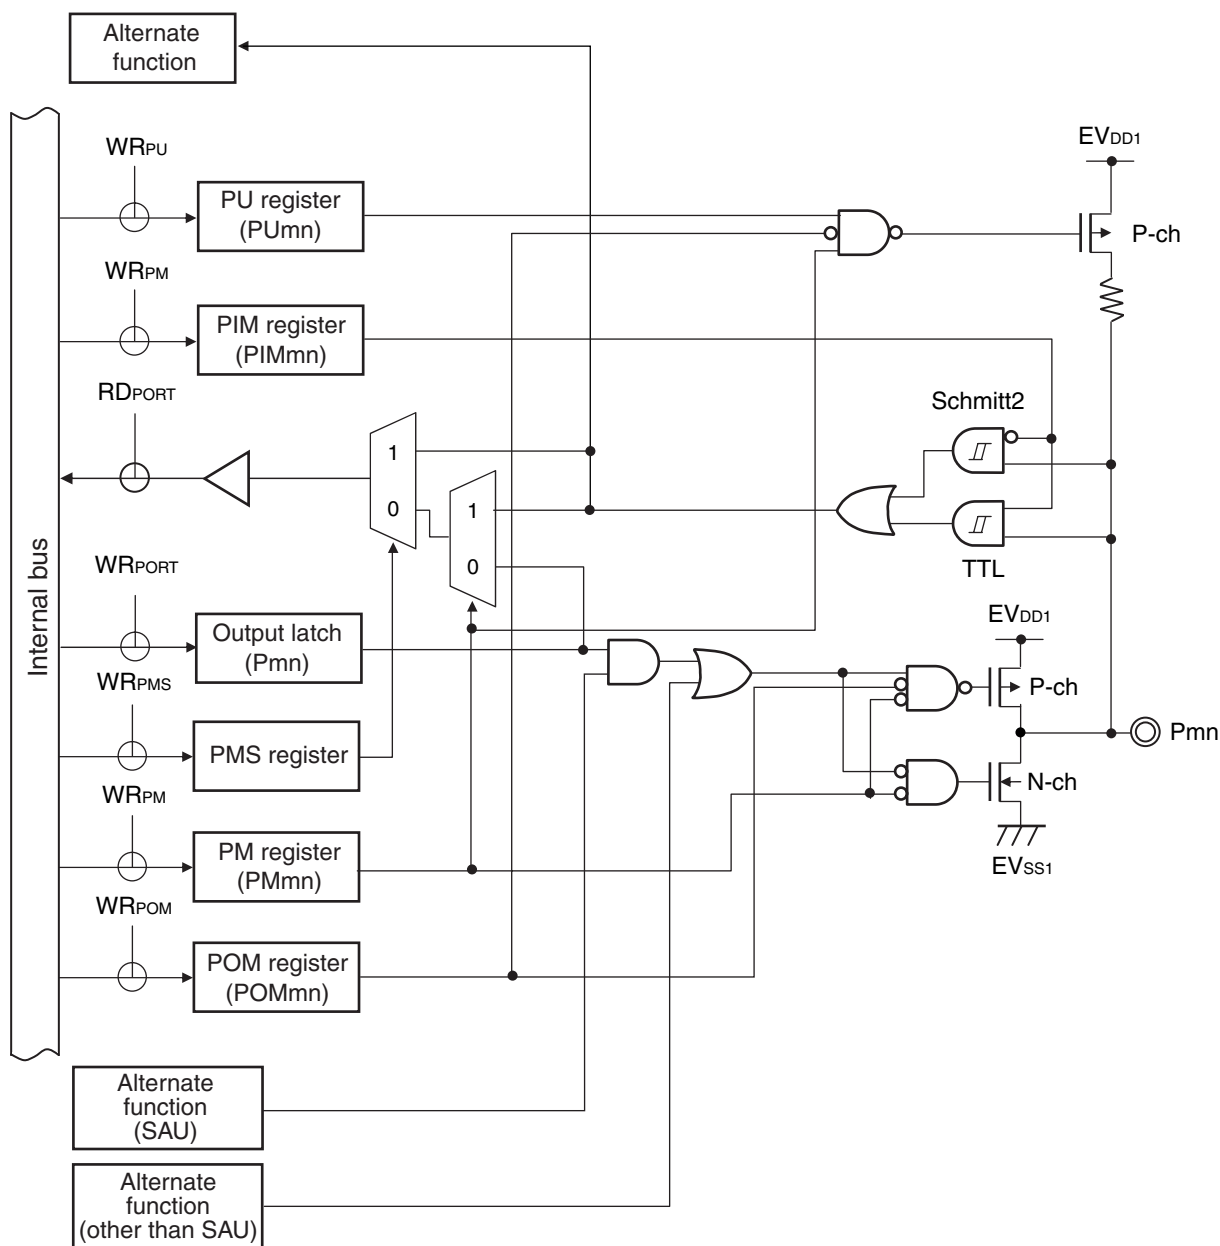 Alternate
function
WRPU
EVDD1
PU register
(PUmn)
P-ch
WRPM
PIM register
(PIMmn)
RDPORT
Schmitt2
1
0
1
0
TTL
Internal bus
WRPORT
EVDD1
Output latch
(Pmn)
WRPMS
P-ch
Pmn
PMS register
N-ch
WRPM
PM register
(PMmn)
EVSS1
WRPOM
POM register
(POMmn)
Alternate
function
(SAU)
Alternate
function
(other than SAU)